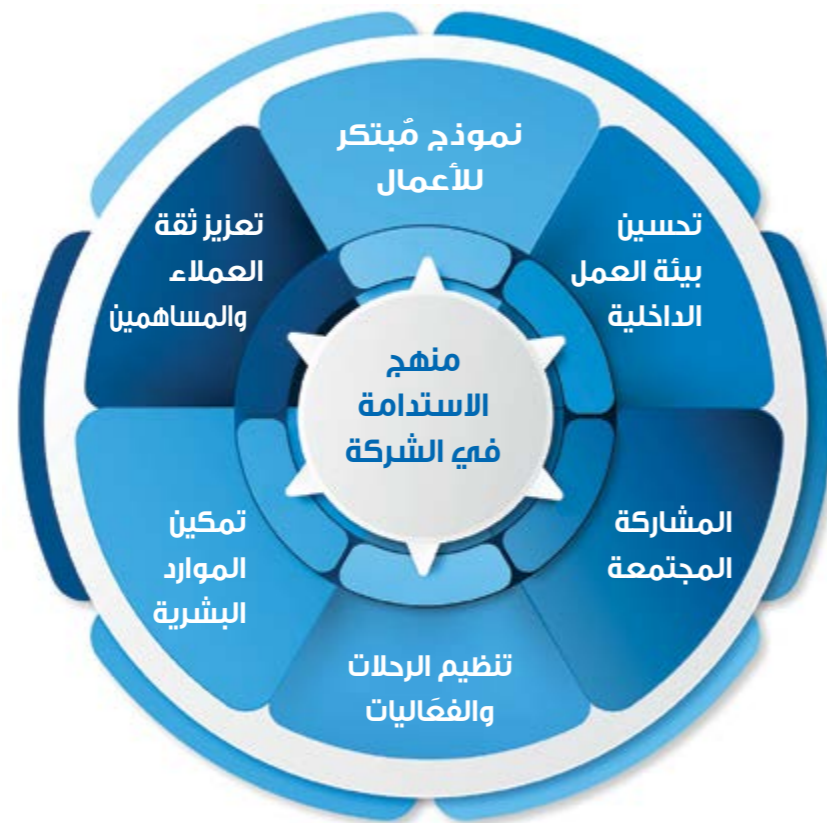 منهج
الاستدامة
في الشركة
نموذج مُبتكر
للأعمال
تحسين
بيئة العمل
الداخلية
المشاركة
المجتمعة
تنظيم الرحلات
والفعَاليات
تمكين
الموارد
البشرية
تعزيز ثقة
العملاء
والمساهمين